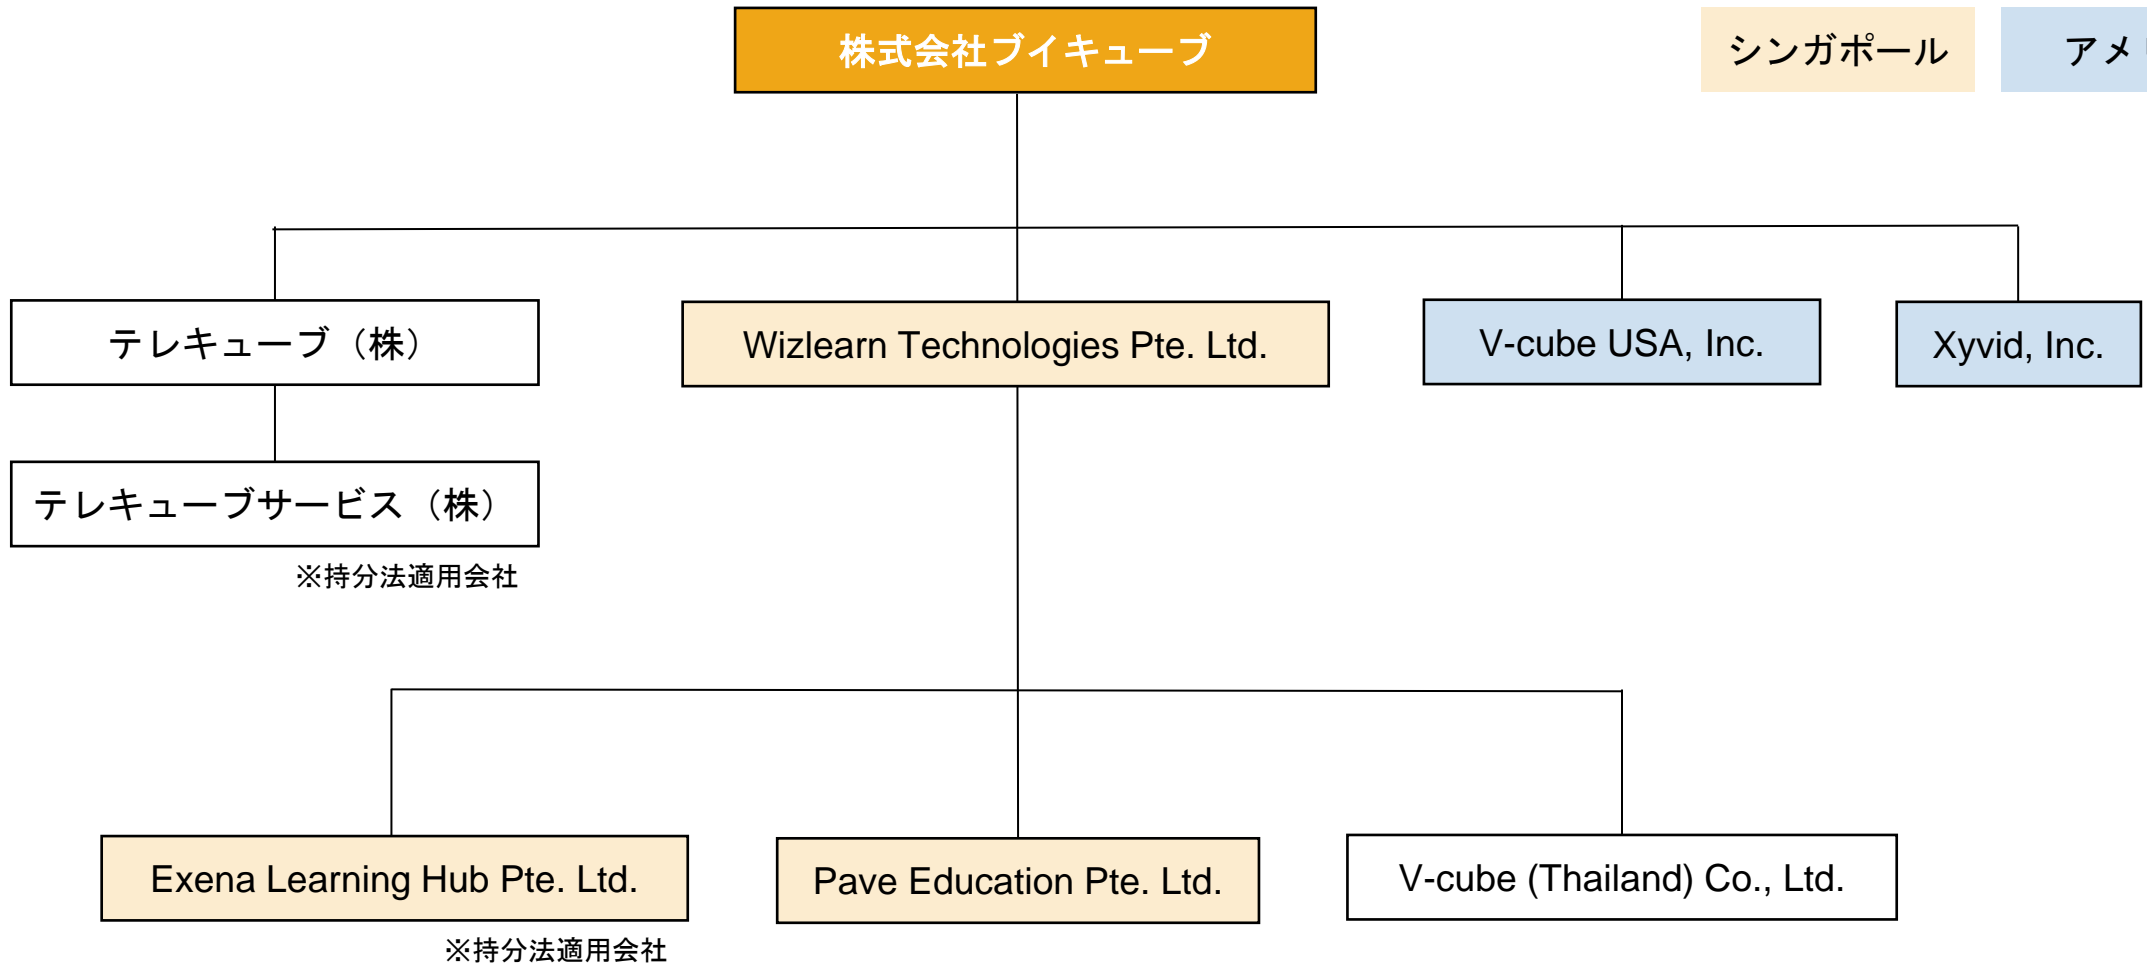 株式会社ブイキューブ
シンガポール
アメ
テレキューブ（株）
Wizlearn Technologies Pte. Ltd.
V-cube USA, Inc.
Xyvid, Inc.
テレキューブサービス（株）
※持分法適用会社
Exena Learning Hub Pte. Ltd.
Pave Education Pte. Ltd.
V-cube (Thailand) Co., Ltd.
※持分法適用会社